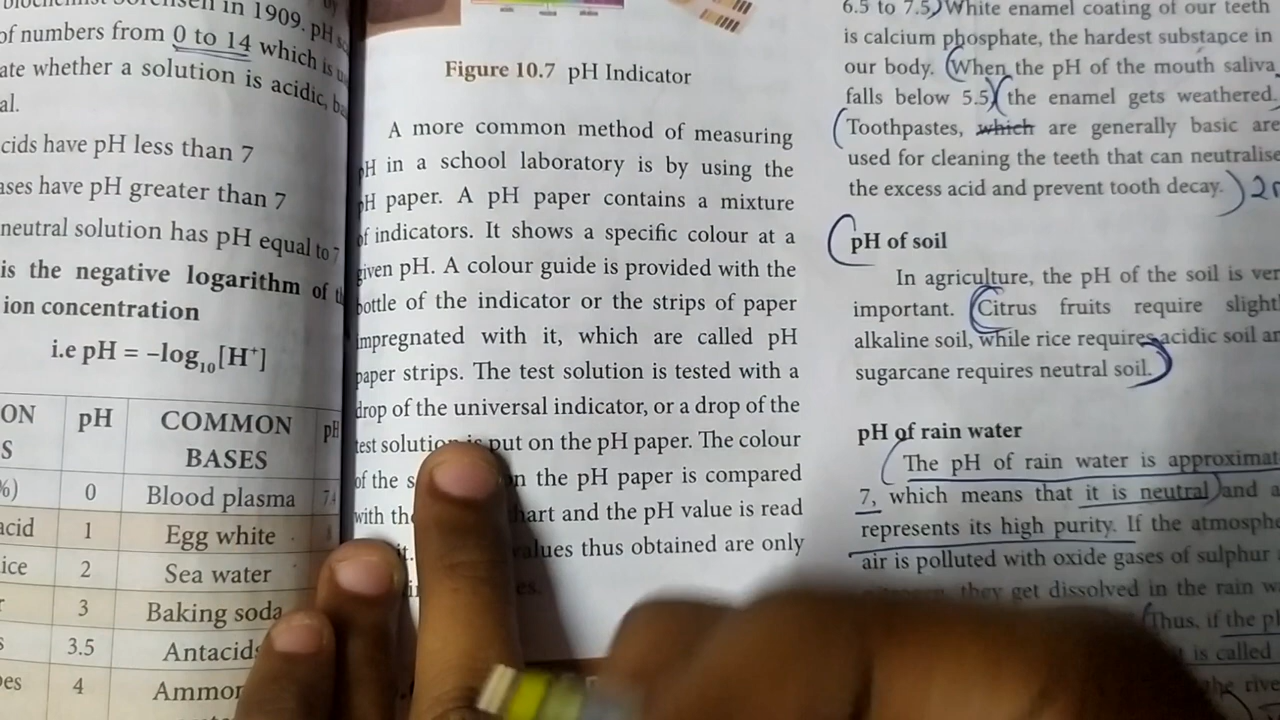 in 1909. pH
of numbers from 0 to 14 which is
ate whether a solution is acidic,
al.
cids have pH less than 7
ases have pH greater than 7
neutral solution has pH equal to 7
is the negative logarithm of
ion concentration
i.e pH = −log10[H+]
ON pH COMMON pH
S BASES
%) 0 Blood plasma 7.4
acid 1 Egg white
ice 2 Sea water
3 Baking soda
s 3.5 Antacids
oes 4 Ammon
Figure 10.7 pH Indicator
A more common method of measuring
pH in a school laboratory is by using the
pH paper. A pH paper contains a mixture
of indicators. It shows a specific colour at a
given pH. A colour guide is provided with the
bottle of the indicator or the strips of paper
impregnated with it, which are called pH
paper strips. The test solution is tested with a
drop of the universal indicator, or a drop of the
test solution is put on the pH paper. The colour
of the s n the pH paper is compared
with th hart and the pH value is read
it. values thus obtained are only
es.
6.5 to 7.5) White enamel coating of our teeth
is calcium phosphate, the hardest substance in
our body. (When the pH of the mouth saliva
falls below 5.5,) (the enamel gets weathered.
(Toothpastes, which are generally basic are
used for cleaning the teeth that can neutralise
the excess acid and prevent tooth decay.) 2
(pH of soil
In agriculture, the pH of the soil is ver
important. (Citrus fruits require slight
alkaline soil, while rice requires acidic soil an
sugarcane requires neutral soil.)
pH of rain water
(The pH of rain water is approximat
7, which means that it is neutral) and a
represents its high purity. If the atmosphe
air is polluted with oxide gases of sulphur
they get dissolved in the rain w
(Thus, if the pH
is called
the rive